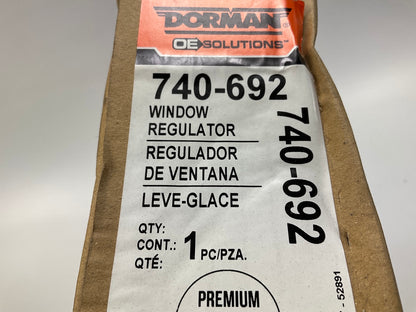 DORMAN®
OE SOLUTIONS™
740-692
WINDOW
REGULATOR
REGULADOR
DE VENTANA
LEVE-GLACE
QTY:
CONT.: 1 PC/PZA.
QTÉ:
PREMIUM
740-692
- 52891